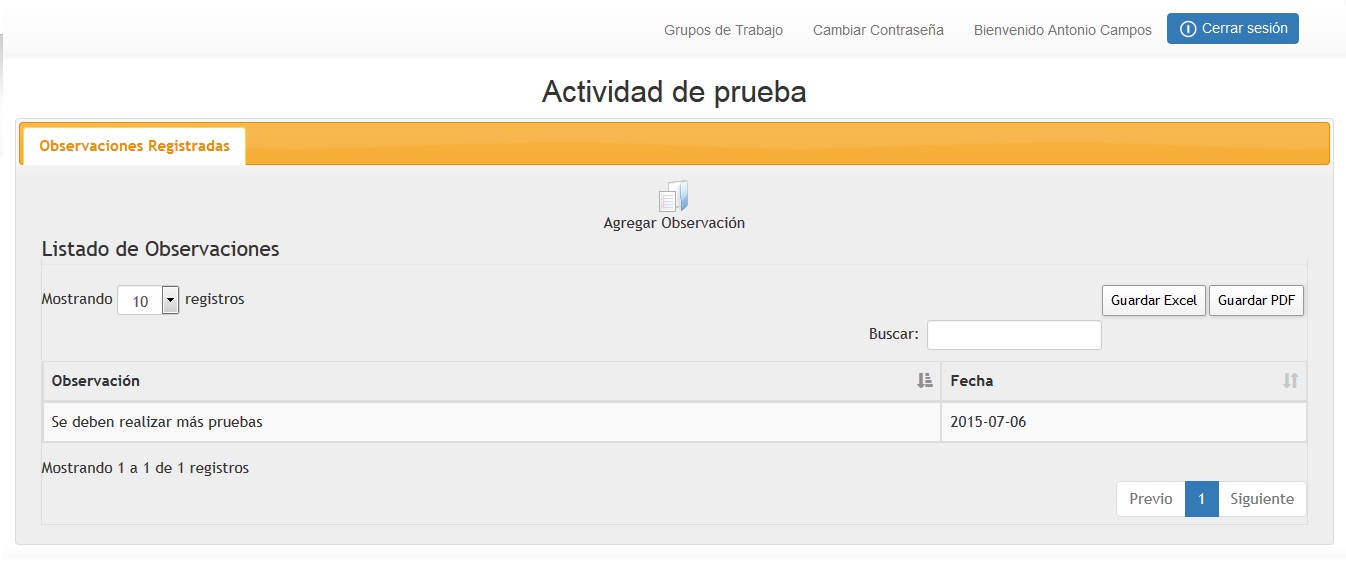 Grupos de Trabajo Cambiar Contraseña Bienvenido Antonio Campos Cerrar sesión
Actividad de prueba
Observaciones Registradas
Agregar Observación
Listado de Observaciones
Mostrando 10 registros Guardar Excel Guardar PDF
Buscar:
Observación Fecha
Se deben realizar más pruebas 2015-07-06
Mostrando 1 a 1 de 1 registros
Previo 1 Siguiente